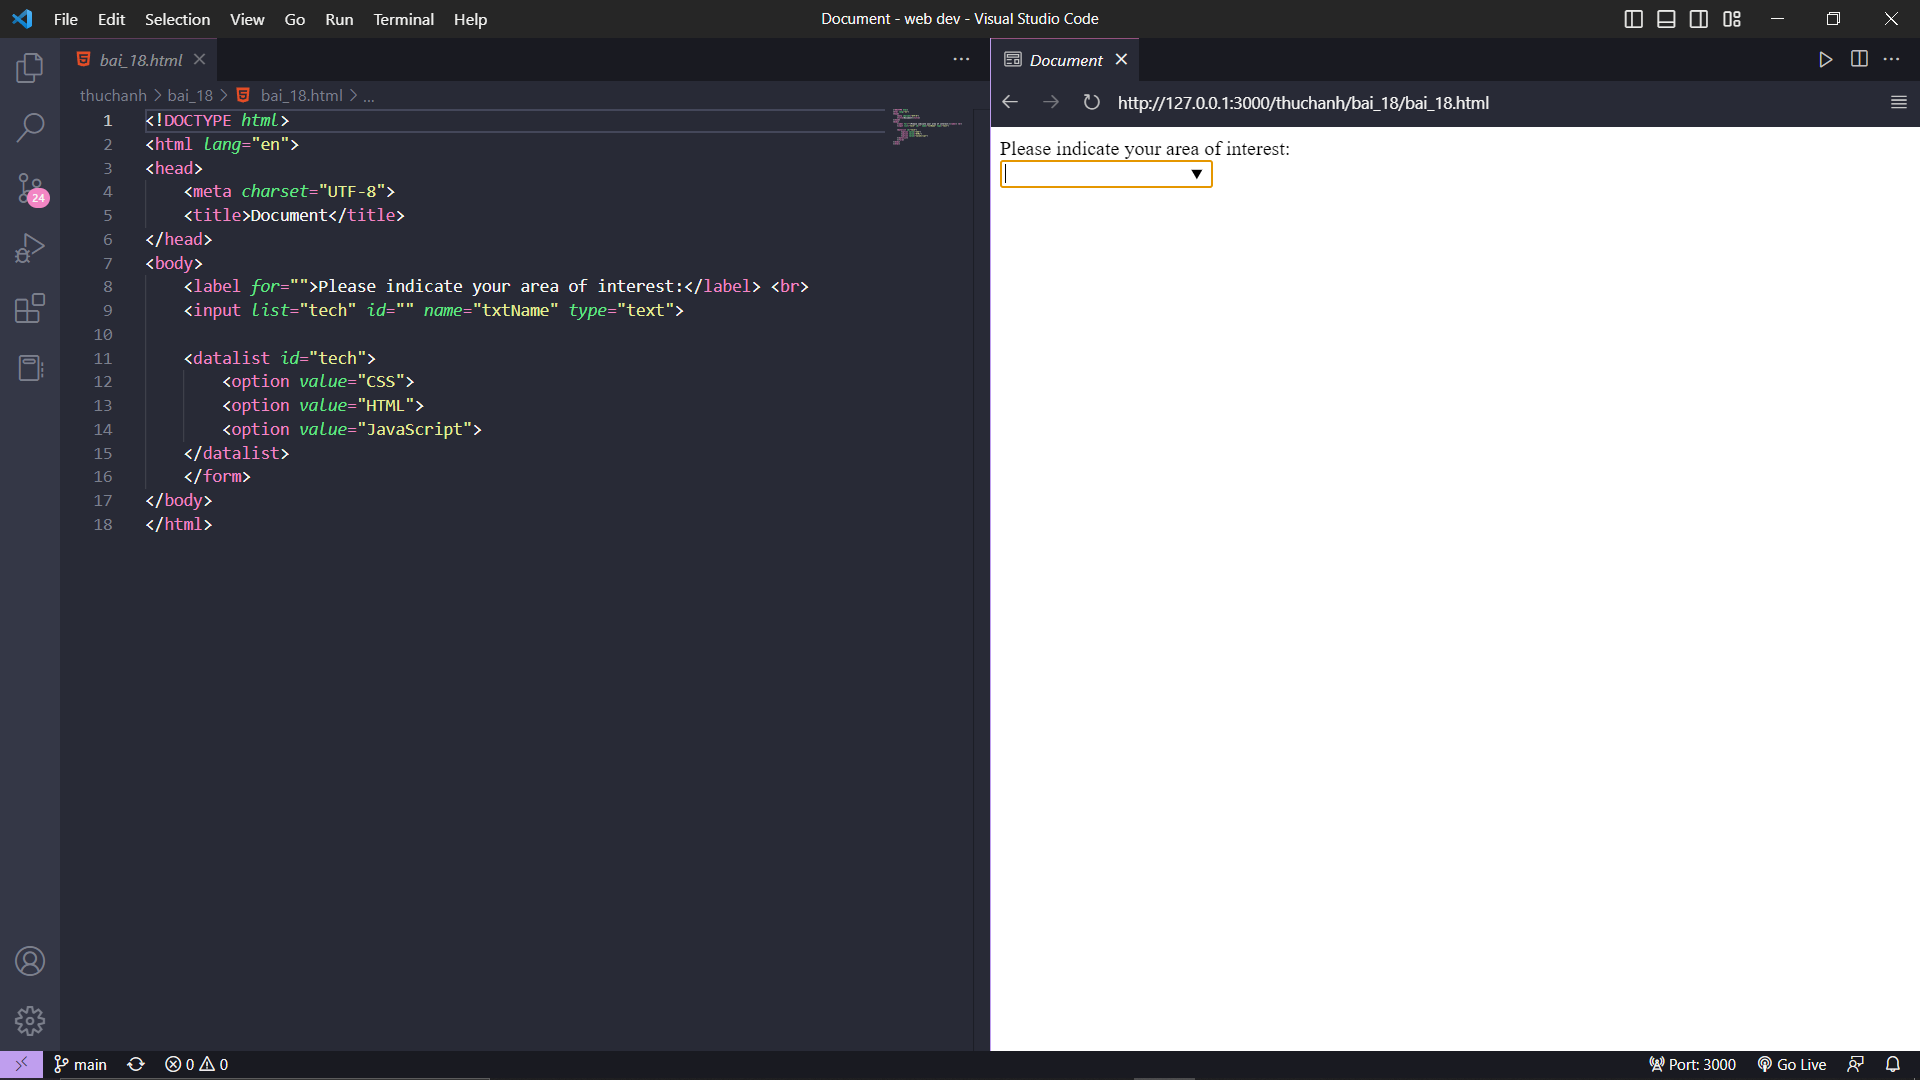 File Edit Selection View Go Run Terminal Help
Document - web dev - Visual Studio Code
bai_18.html
thuchanh > bai_18 > bai_18.html > ...
1 <!DOCTYPE html>
2 <html lang="en">
3 <head>
4 <meta charset="UTF-8">
5 <title>Document</title>
6 </head>
7 <body>
8 <label for="">Please indicate your area of interest:</label> <br>
9 <input list="tech" id="" name="txtName" type="text">
10
11 <datalist id="tech">
12 <option value="CSS">
13 <option value="HTML">
14 <option value="JavaScript">
15 </datalist>
16 </form>
17 </body>
18 </html>
24
Document
http://127.0.0.1:3000/thuchanh/bai_18/bai_18.html
Please indicate your area of interest:
main 0 0
Port: 3000 Go Live